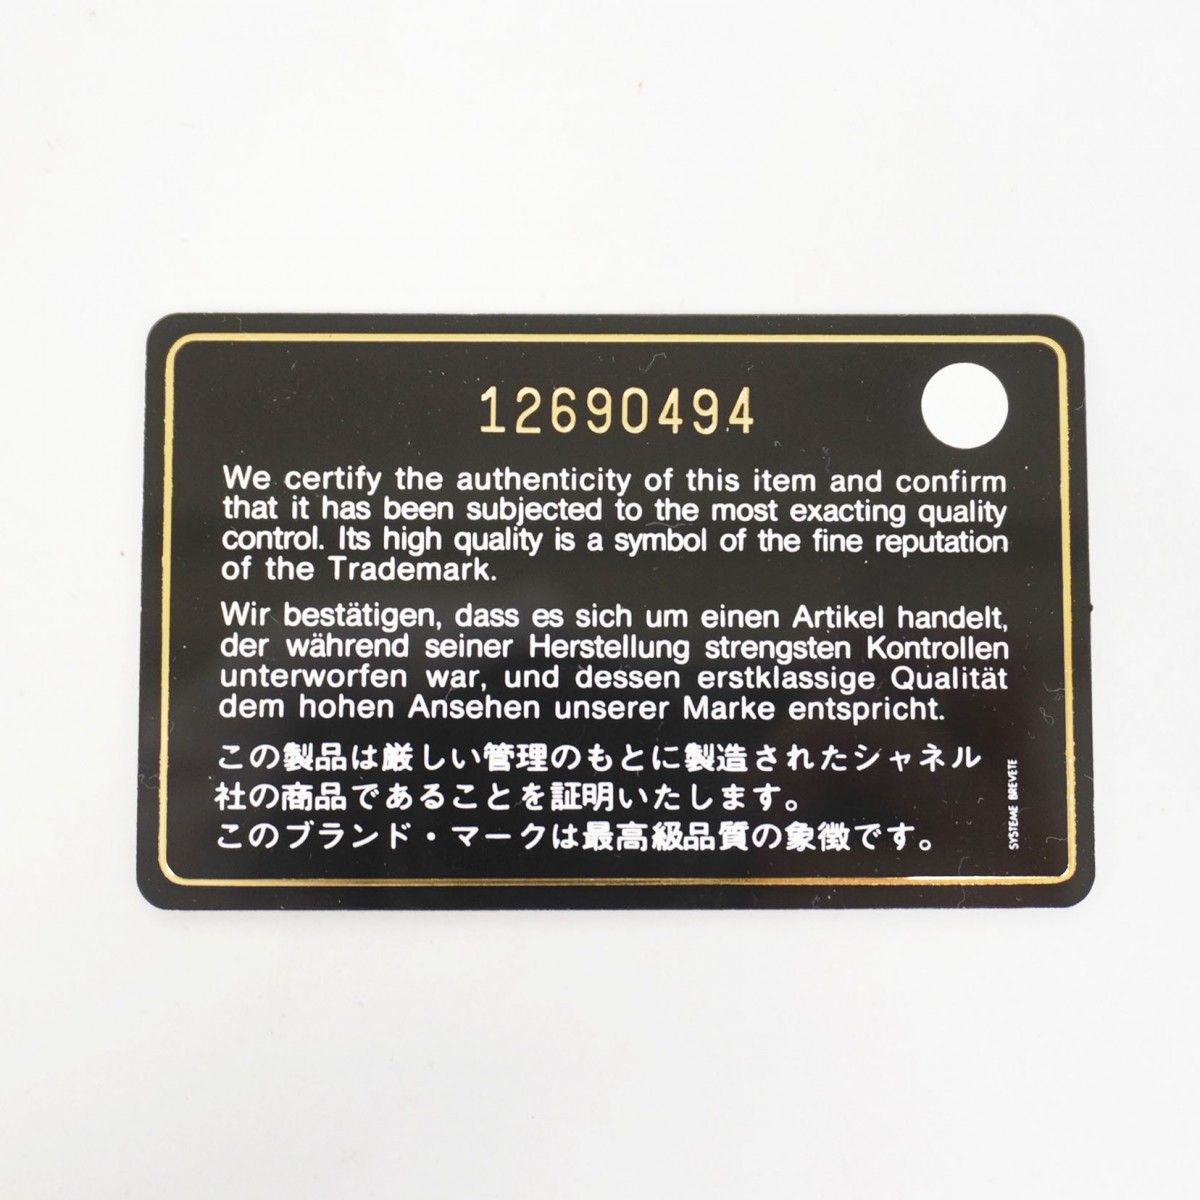 12690494
We certify the authenticity of this item and confirm
that it has been subjected to the most exacting quality
control. Its high quality is a symbol of the fine reputation
of the Trademark.
Wir bestätigen, dass es sich um einen Artikel handelt,
der während seiner Herstellung strengsten Kontrollen
unterworfen war, und dessen erstklassige Qualität
dem hohen Ansehen unserer Marke entspricht.
この製品は厳しい管理のもとに製造されたシャネル
社の商品であることを証明いたします。
このブランド・マークは最高級品質の象徴です。
SYSTEME BREVETE